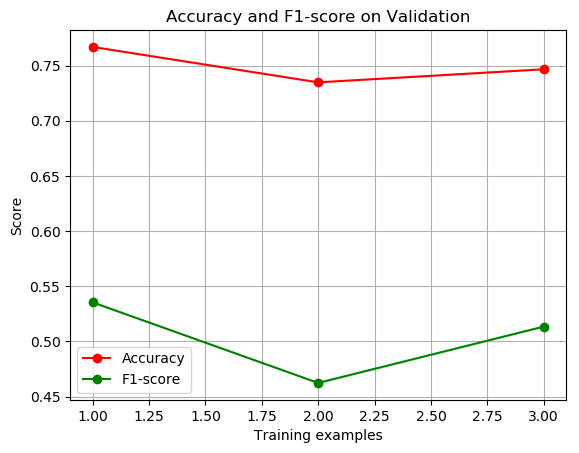 Accuracy and F1-score on Validation
Score
0.75
0.70
0.65
0.60
0.55
0.50
0.45
Accuracy
F1-score
1.00 1.25 1.50 1.75 2.00 2.25 2.50 2.75 3.00
Training examples